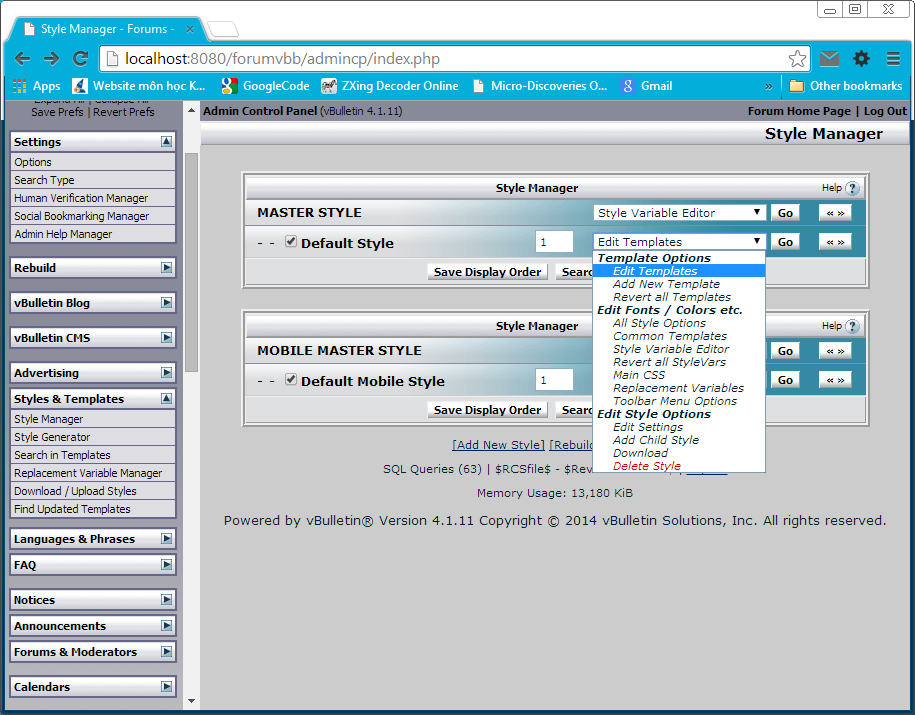 Style Manager - Forums -
localhost:8080/forumvbb/admincp/index.php
Apps Website môn học K... GoogleCode ZXing Decoder Online Micro-Discoveries O... Gmail » Other bookmarks
Expand All | Collapse All
Save Prefs | Revert Prefs
Settings
Options
Search Type
Human Verification Manager
Social Bookmarking Manager
Admin Help Manager
Rebuild
vBulletin Blog
vBulletin CMS
Advertising
Styles & Templates
Style Manager
Style Generator
Search in Templates
Replacement Variable Manager
Download / Upload Styles
Find Updated Templates
Languages & Phrases
FAQ
Notices
Announcements
Forums & Moderators
Calendars
Admin Control Panel (vBulletin 4.1.11) Forum Home Page | Log Out
Style Manager
Style Manager Help ?
MASTER STYLE Style Variable Editor Go « »
- - Default Style 1 Edit Templates Go « »
Save Display Order Searc
Template Options
Edit Templates
Add New Template
Revert all Templates
Edit Fonts / Colors etc.
All Style Options
Common Templates
Style Variable Editor
Revert all StyleVars
Main CSS
Replacement Variables
Toolbar Menu Options
Edit Style Options
Edit Settings
Add Child Style
Download
Delete Style
Style Manager Help ?
MOBILE MASTER STYLE Go « »
- - Default Mobile Style 1 Go « »
Save Display Order Searc
[Add New Style] [Rebuil
SQL Queries (63) | $RCSfile$ - $Rev
Memory Usage: 13,180 KiB
Powered by vBulletin® Version 4.1.11 Copyright © 2014 vBulletin Solutions, Inc. All rights reserved.